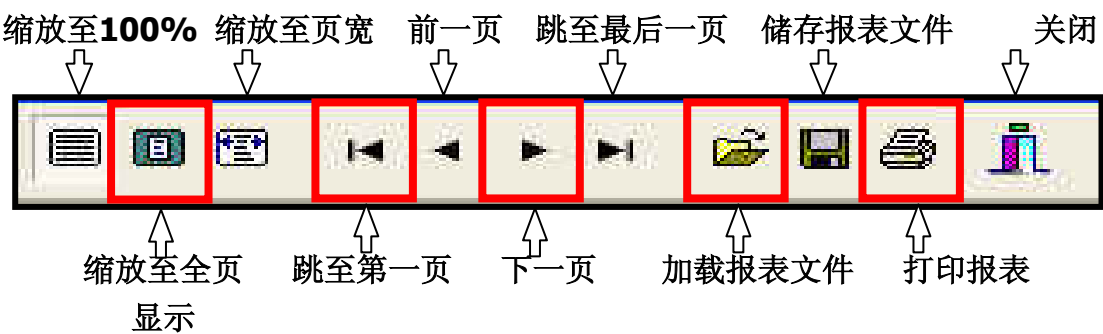 缩放至100% 缩放至页宽 前一页 跳至最后一页 储存报表文件 关闭
缩放至全页 跳至第一页 下一页 加载报表文件 打印报表
显示